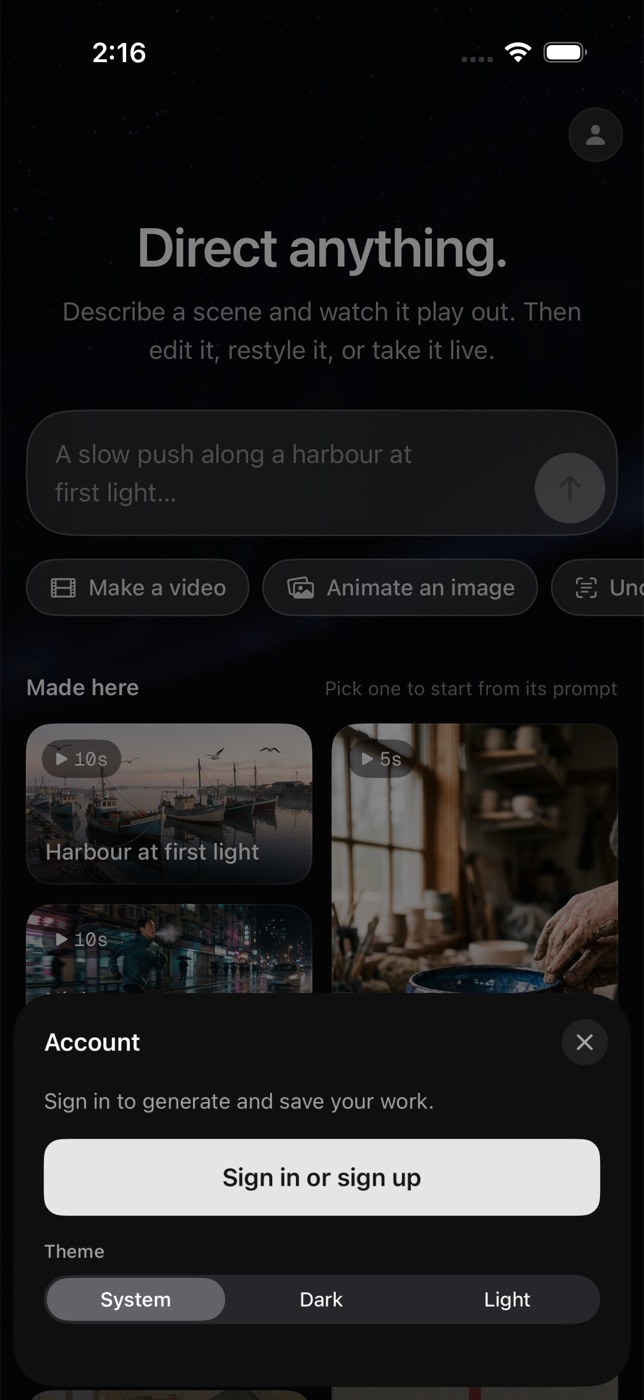 2:16
Direct anything.
Describe a scene and watch it play out. Then
edit it, restyle it, or take it live.
A slow push along a harbour at
first light...
Make a video
Animate an image
Made here
Pick one to start from its prompt
10s
5s
Harbour at first light
10s
Account
Sign in to generate and save your work.
Sign in or sign up
Theme
System
Dark
Light